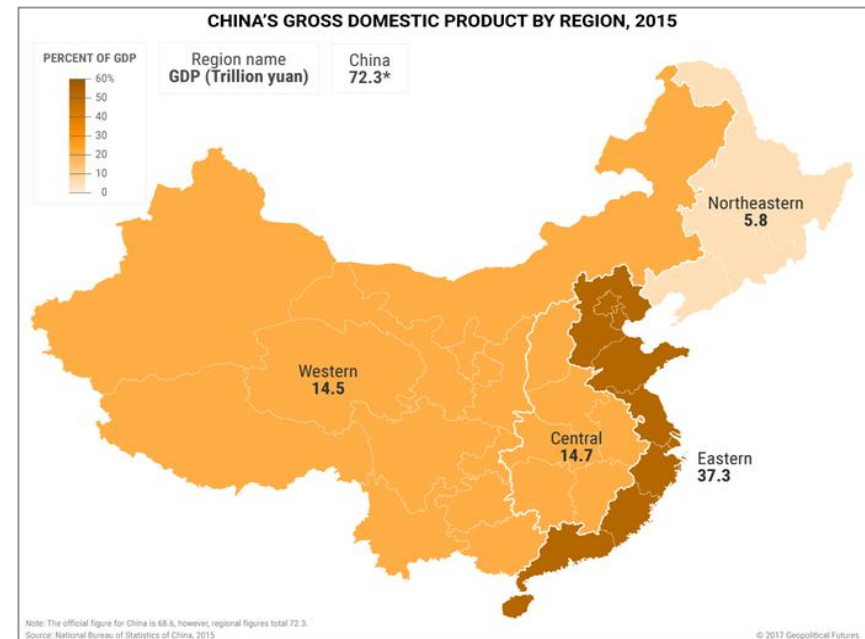 CHINA'S GROSS DOMESTIC PRODUCT BY REGION, 2015
PERCENT OF GDP
60%
50
40
30
20
10
0
Region name
GDP (Trillion yuan)
China
72.3*
Northeastern
5.8
Western
14.5
Central
14.7
Eastern
37.3
Note: The official figure for China is 68.6, however, regional figures total 72.3.
Source: National Bureau of Statistics of China, 2015
© 2017 Geopolitical Futures